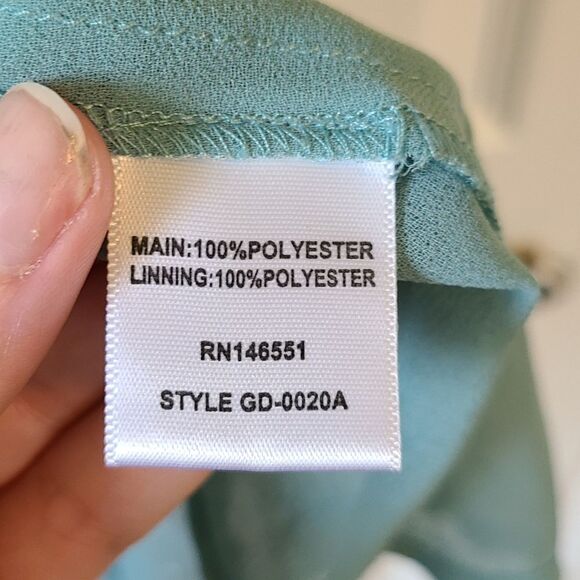 MAIN:100%POLYESTER
LINNING:100%POLYESTER
RN146551
STYLE GD-0020A